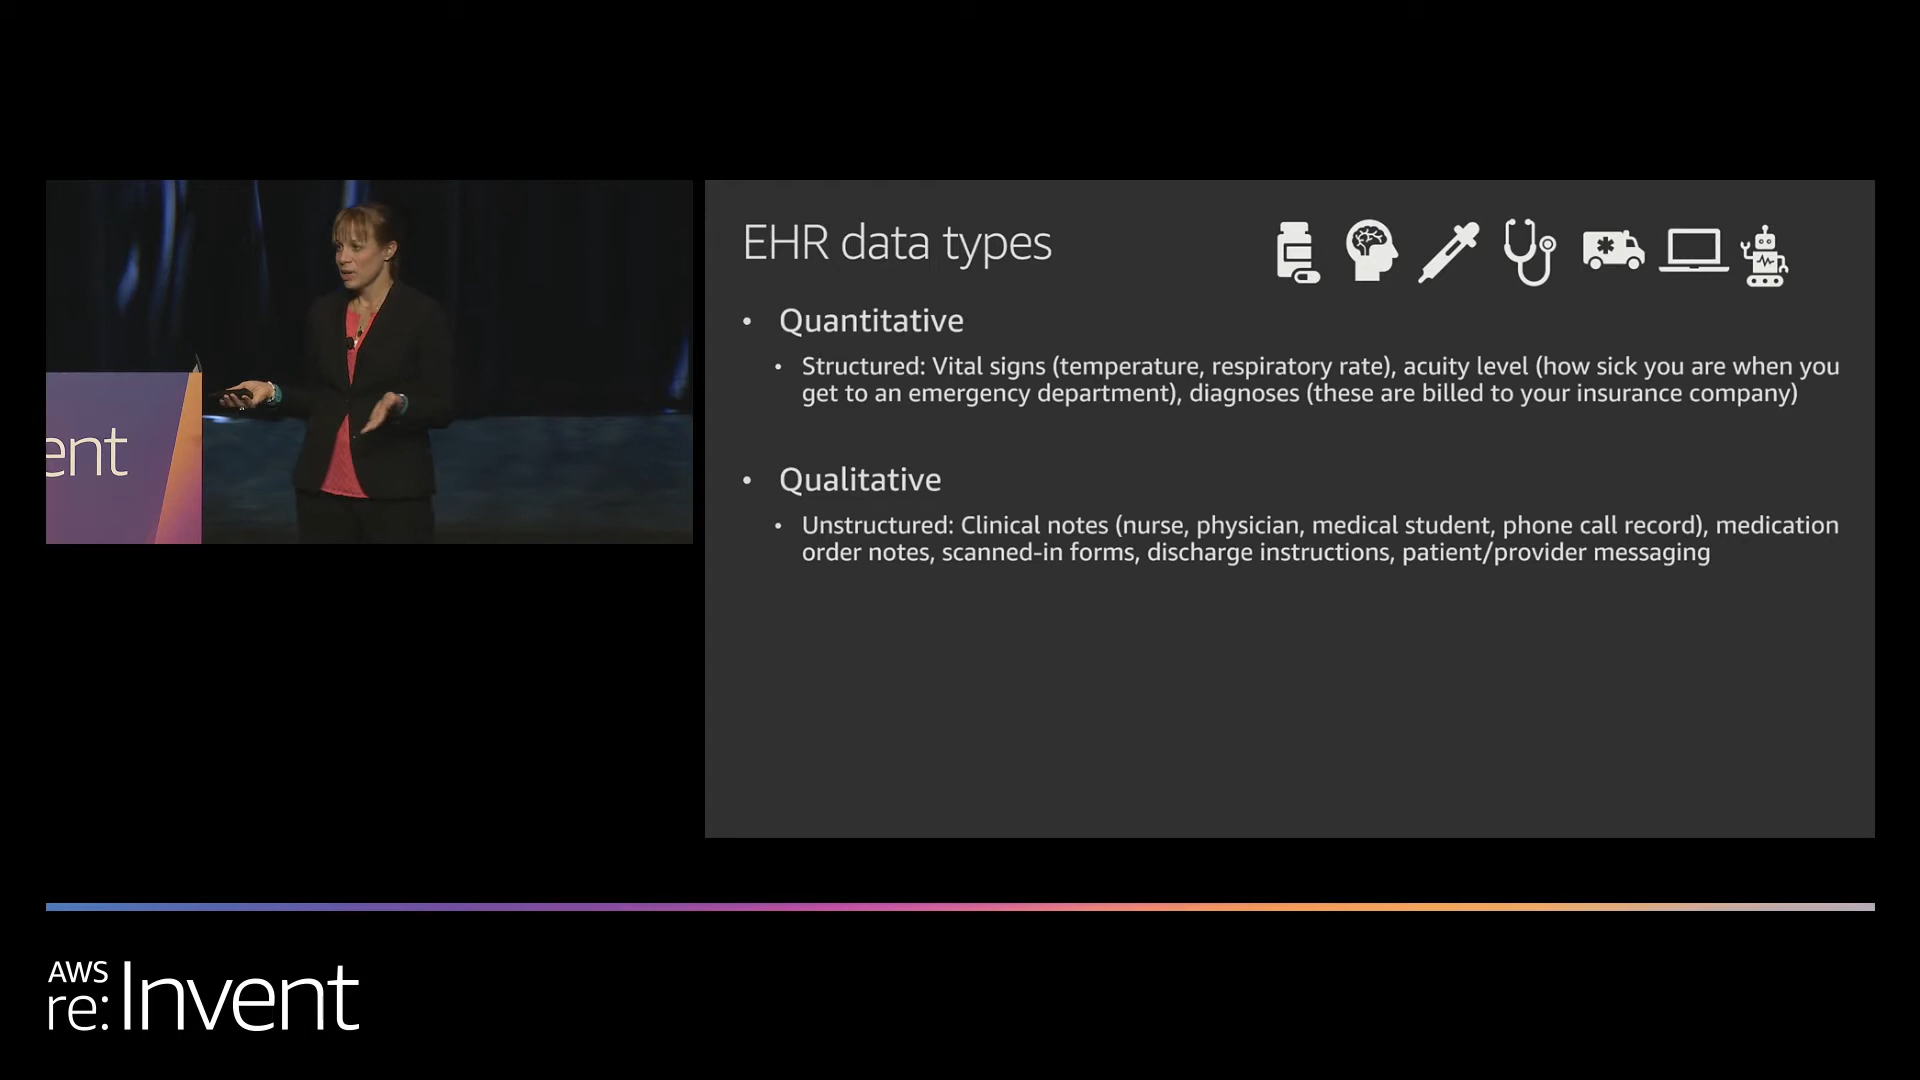 EHR data types
• Quantitative
• Structured: Vital signs (temperature, respiratory rate), acuity level (how sick you are when you
get to an emergency department), diagnoses (these are billed to your insurance company)
• Qualitative
• Unstructured: Clinical notes (nurse, physician, medical student, phone call record), medication
order notes, scanned-in forms, discharge instructions, patient/provider messaging
ent
AWS
re:Invent